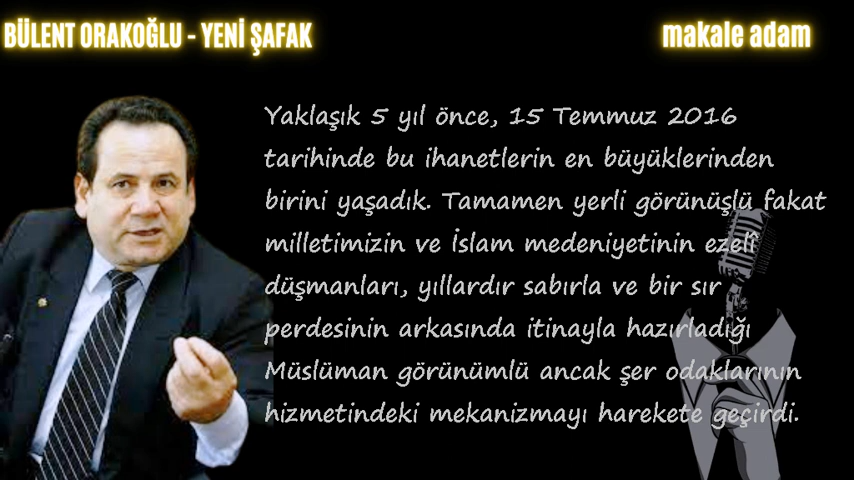 BÜLENT ORAKOĞLU - YENİ ŞAFAK
makale adam
Yaklaşık 5 yıl önce, 15 Temmuz 2016
tarihinde bu ihanetlerin en büyüklerinden
birini yaşadık. Tamamen yerli görünüşlü fakat
milletimizin ve İslam medeniyetinin ezelî
düşmanları, yıllardır sabırla ve bir sır
perdesinin arkasında itinayla hazırladığı
Müslüman görünümlü ancak şer odaklarının
hizmetindeki mekanizmayı harekete geçirdi.